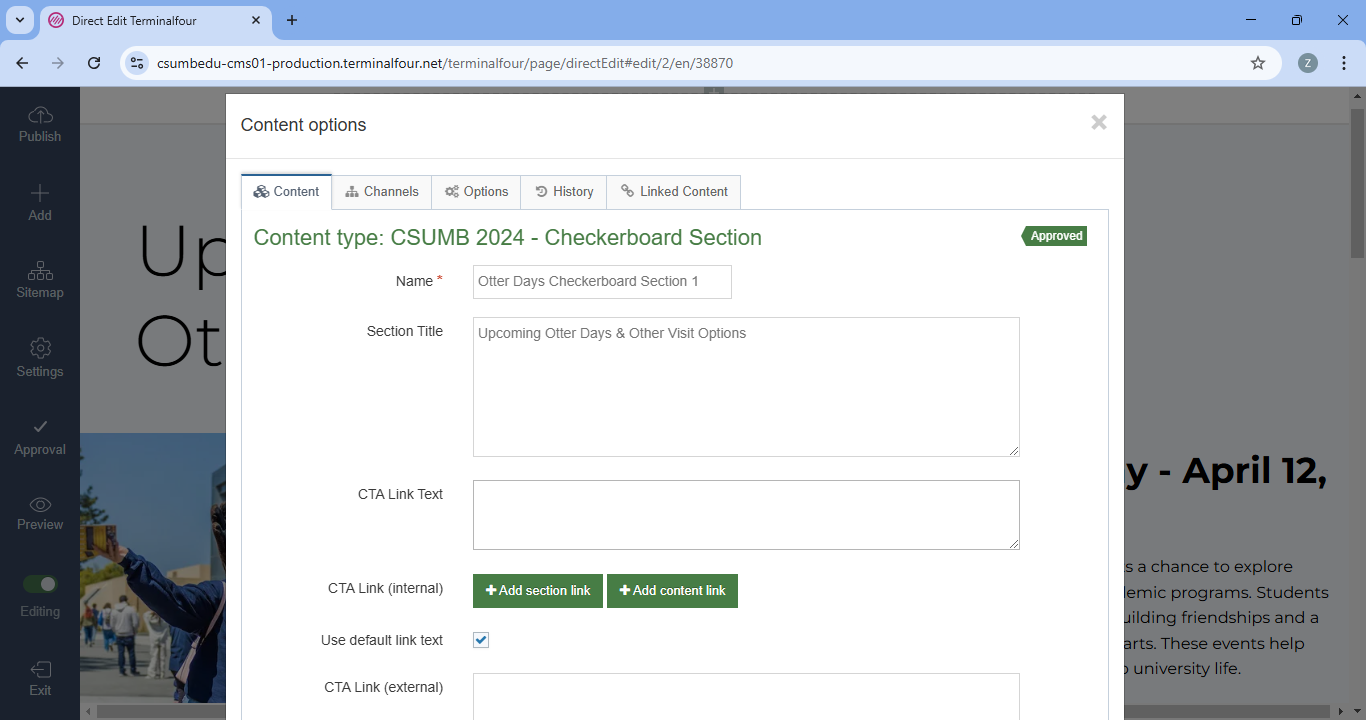 Direct Edit Terminalfour
csumbedu-cms01-production.terminalfour.net/terminalfour/page/directEdit#edit/2/en/38870
Z
Publish
Add
Sitemap
Settings
Approval
Preview
Editing
Exit
Up
Ot
Content options
Content
Channels
Options
History
Linked Content
Content type: CSUMB 2024 - Checkerboard Section
Approved
Name *
Otter Days Checkerboard Section 1
Section Title
Upcoming Otter Days & Other Visit Options
CTA Link Text
CTA Link (internal)
Add section link
Add content link
Use default link text
CTA Link (external)
y - April 12,
s a chance to explore
lemic programs. Students
uilding friendships and a
arts. These events help
university life.